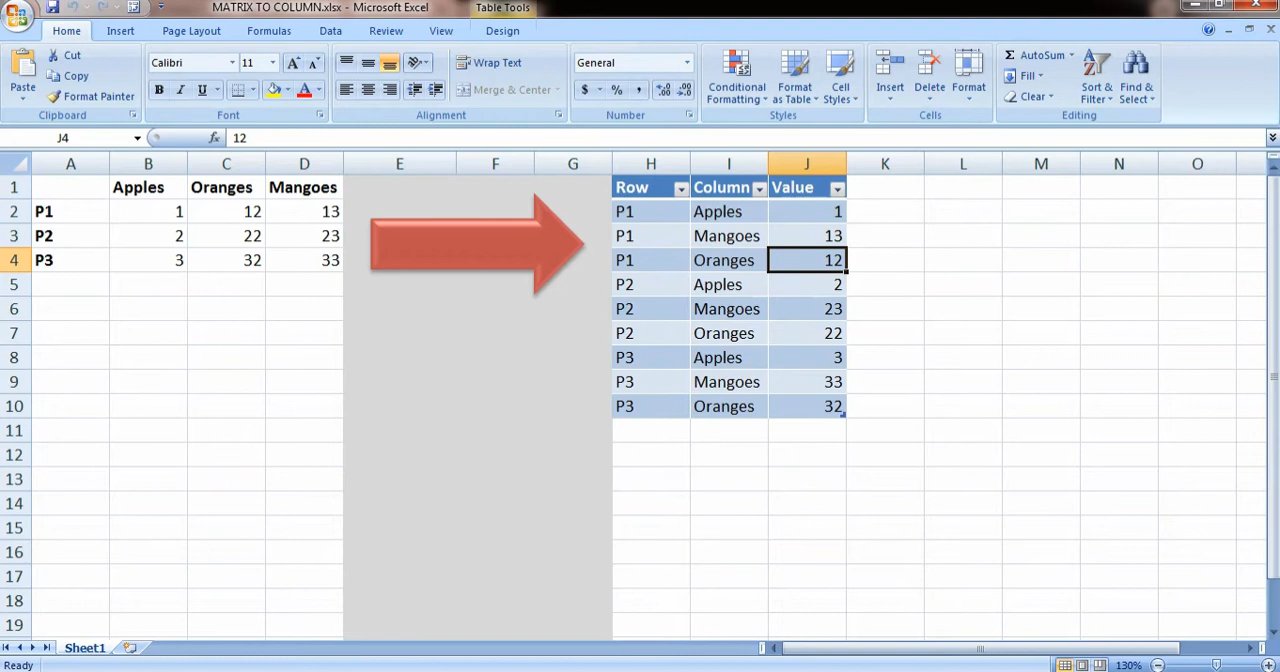 MATRIX TO COLUMN.xlsx - Microsoft Excel
Table Tools
Home Insert Page Layout Formulas Data Review View Design
Paste Cut Copy Format Painter
Calibri 11
B I U
A A A
Wrap Text
Merge & Center
General
$ % ,
Conditional Formatting
Format as Table
Cell Styles
Insert Delete Format
Σ AutoSum
Fill
Clear
Sort & Filter
Find & Select
Clipboard Font Alignment Number Styles Cells Editing
J4 fx 12
A B C D E F G H I J K L M N O
1 Apples Oranges Mangoes Row Column Value
2 P1 1 12 13 P1 Apples 1
3 P2 2 22 23 P1 Mangoes 13
4 P3 3 32 33 P1 Oranges 12
5 P2 Apples 2
6 P2 Mangoes 23
7 P2 Oranges 22
8 P3 Apples 3
9 P3 Mangoes 33
10 P3 Oranges 32
11
12
13
14
15
16
17
18
19
Sheet1
Ready 130%